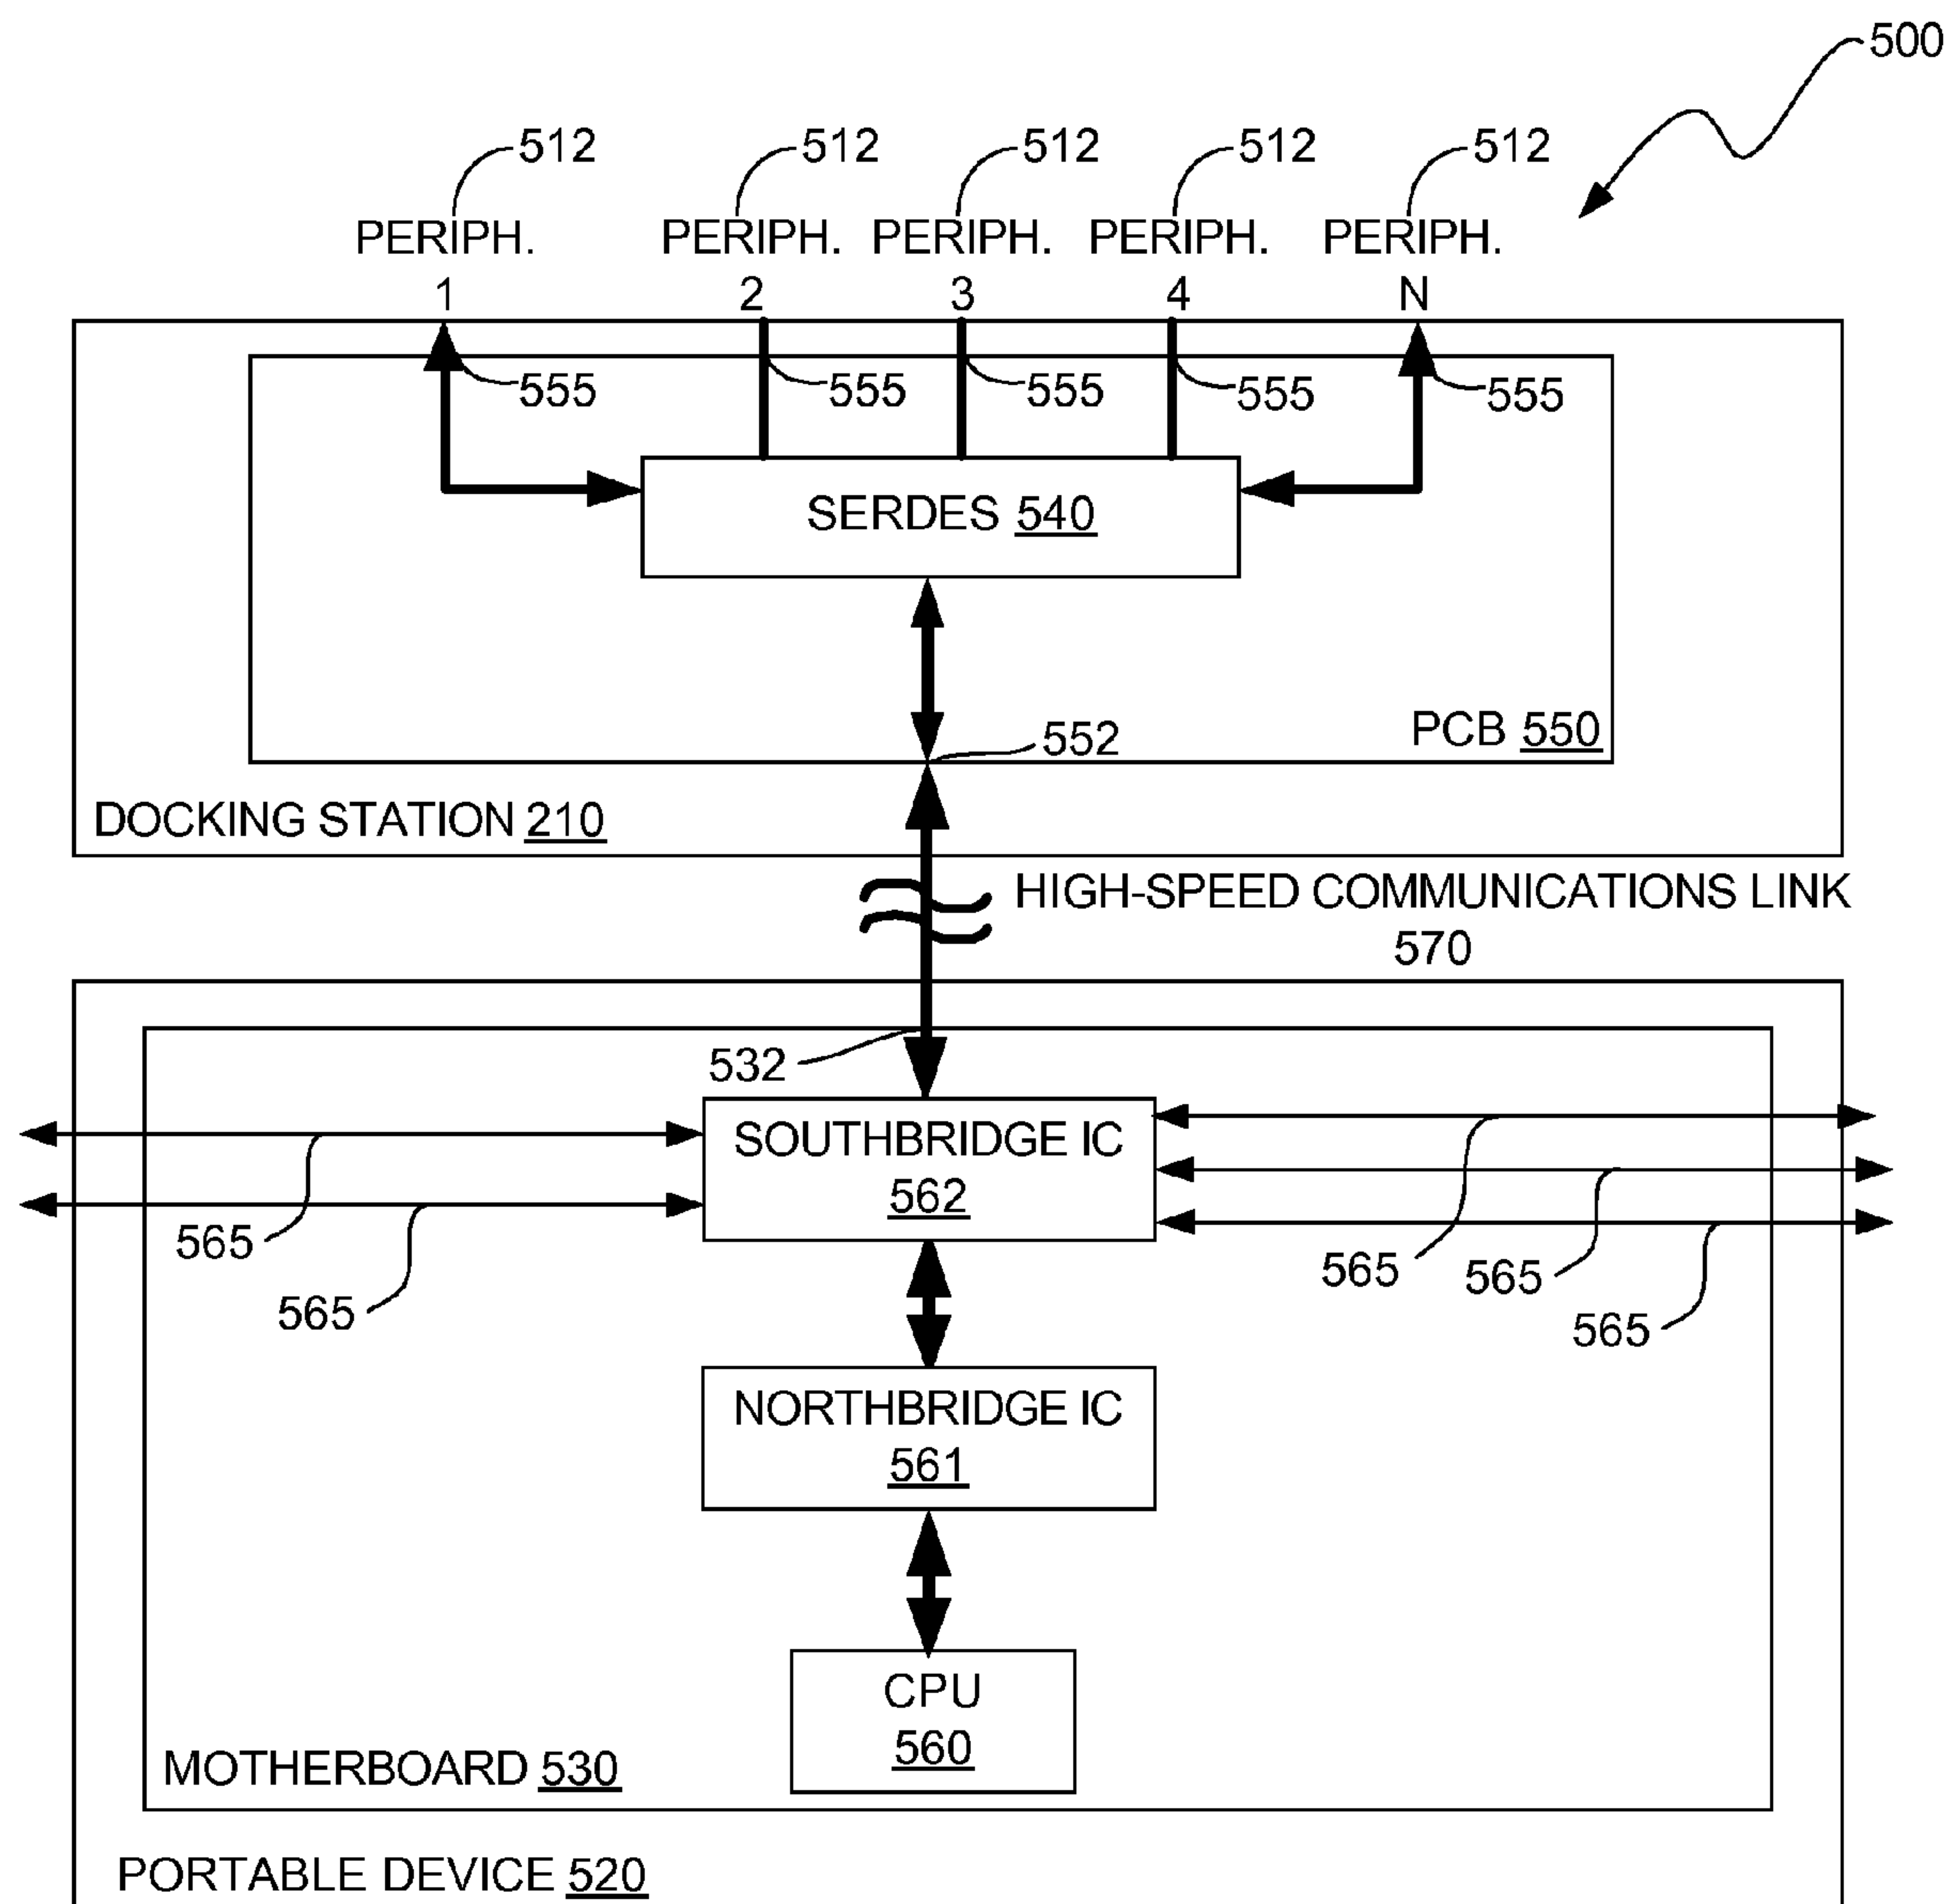 500
512 512 512 512 512
PERIPH. PERIPH. PERIPH. PERIPH. PERIPH.
1 2 3 4 N
555 555 555 555 555
SERDES 540
552
PCB 550
DOCKING STATION 210
HIGH-SPEED COMMUNICATIONS LINK
570
532
SOUTHBRIDGE IC
562
565 565 565
565 565
NORTHBRIDGE IC
561
CPU
560
MOTHERBOARD 530
PORTABLE DEVICE 520